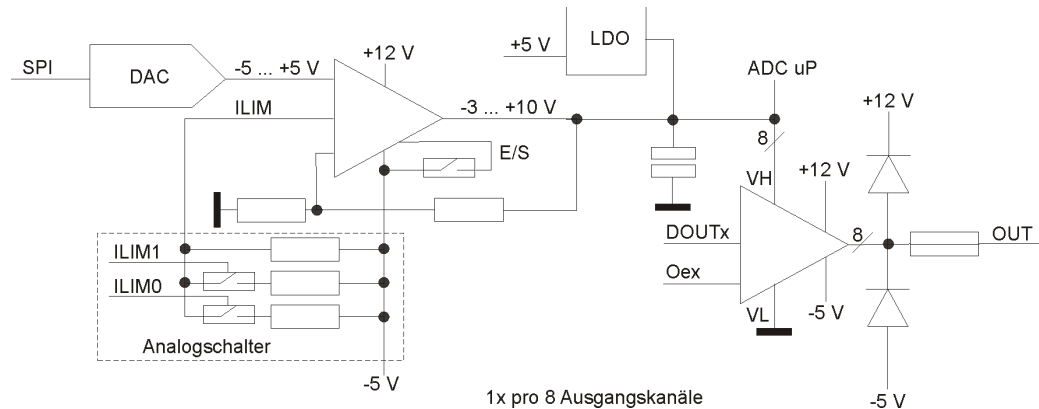 SPI
DAC
-5 ... +5 V
+12 V
ILIM
-3 ... +10 V
E/S
+5 V
LDO
ADC uP
8
VH
+12 V
+12 V
DOUTx
Oex
8
OUT
VL
-5 V
-5 V
ILIM1
ILIM0
Analogschalter
-5 V
1x pro 8 Ausgangskanäle